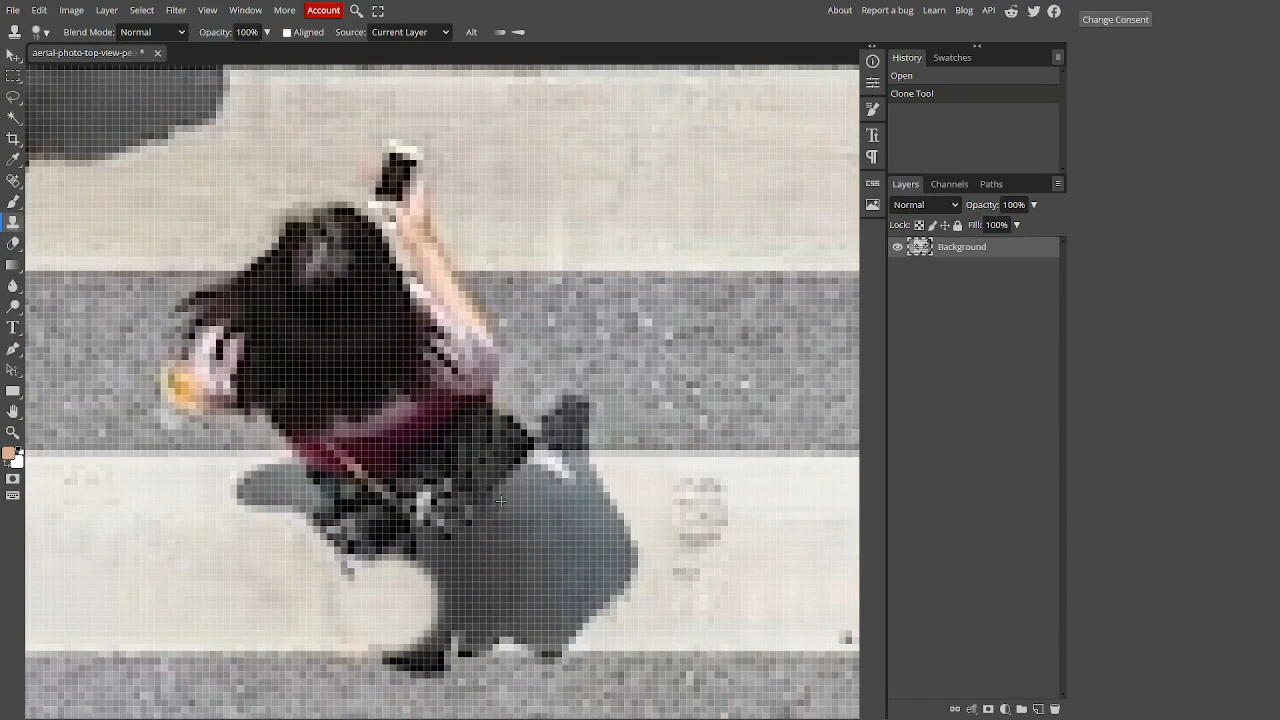 File Edit Image Layer Select Filter View Window More Account About Report a bug Learn Blog API
Change Consent
Blend Mode: Normal Opacity: 100% Aligned Source: Current Layer Alt
aerial-photo-top-view-pe *
History Swatches
Open
Clone Tool
Layers Channels Paths
Normal Opacity: 100%
Lock: Fill: 100%
Background
CSS